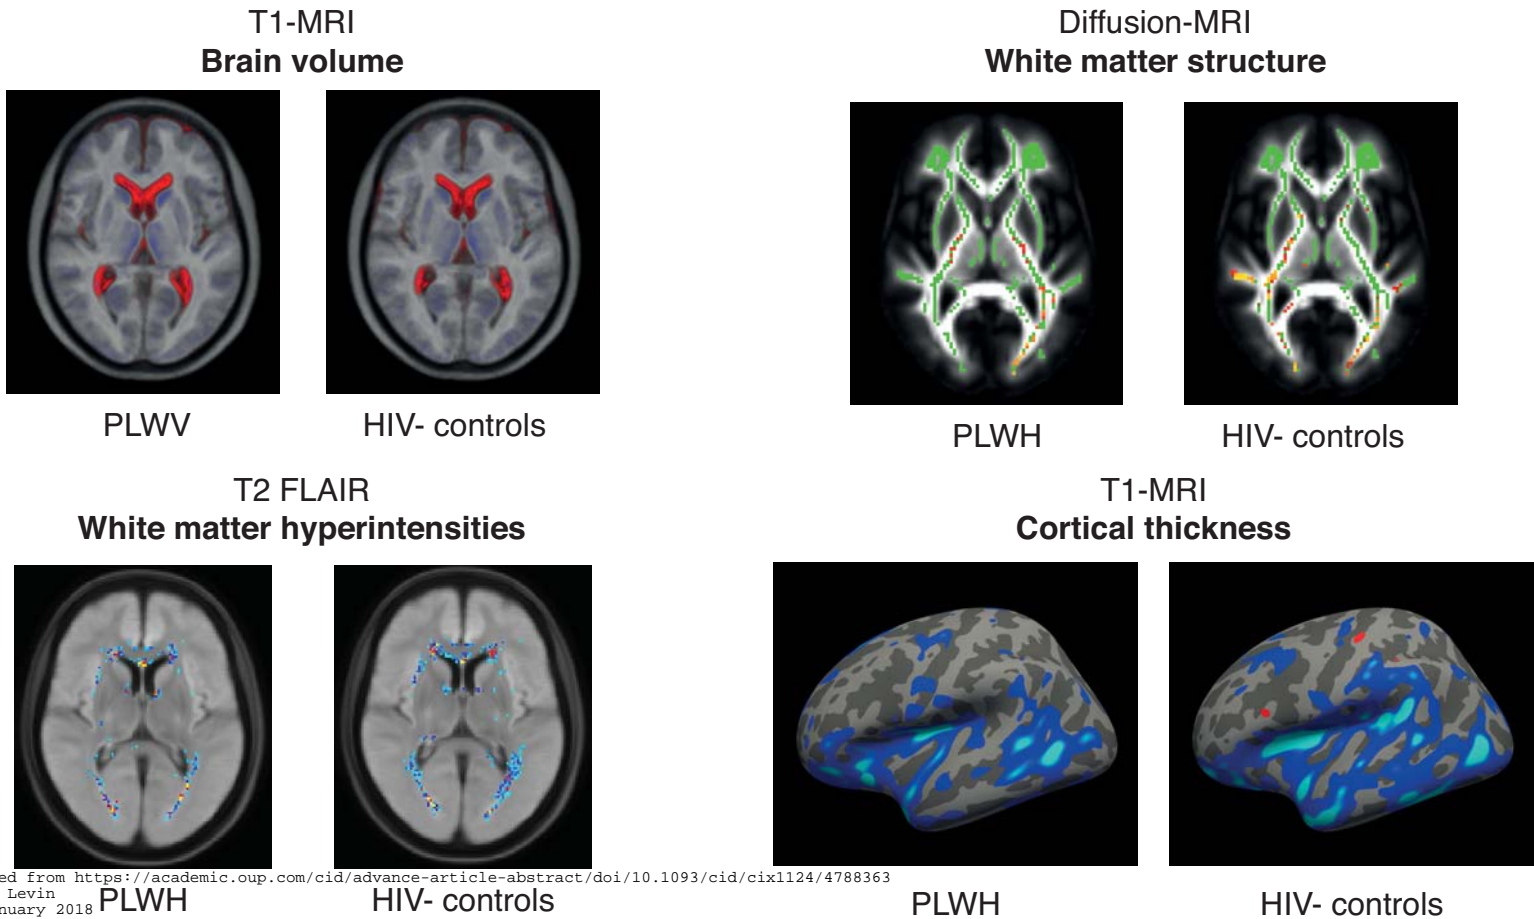 T1-MRI
Brain volume
PLWV
HIV- controls
Diffusion-MRI
White matter structure
PLWH
HIV- controls
T2 FLAIR
White matter hyperintensities
PLWH
HIV- controls
T1-MRI
Cortical thickness
PLWH
HIV- controls
ed from https://academic.oup.com/cid/advance-article-abstract/doi/10.1093/cid/cix1124/4788363
Levin
nuary 2018